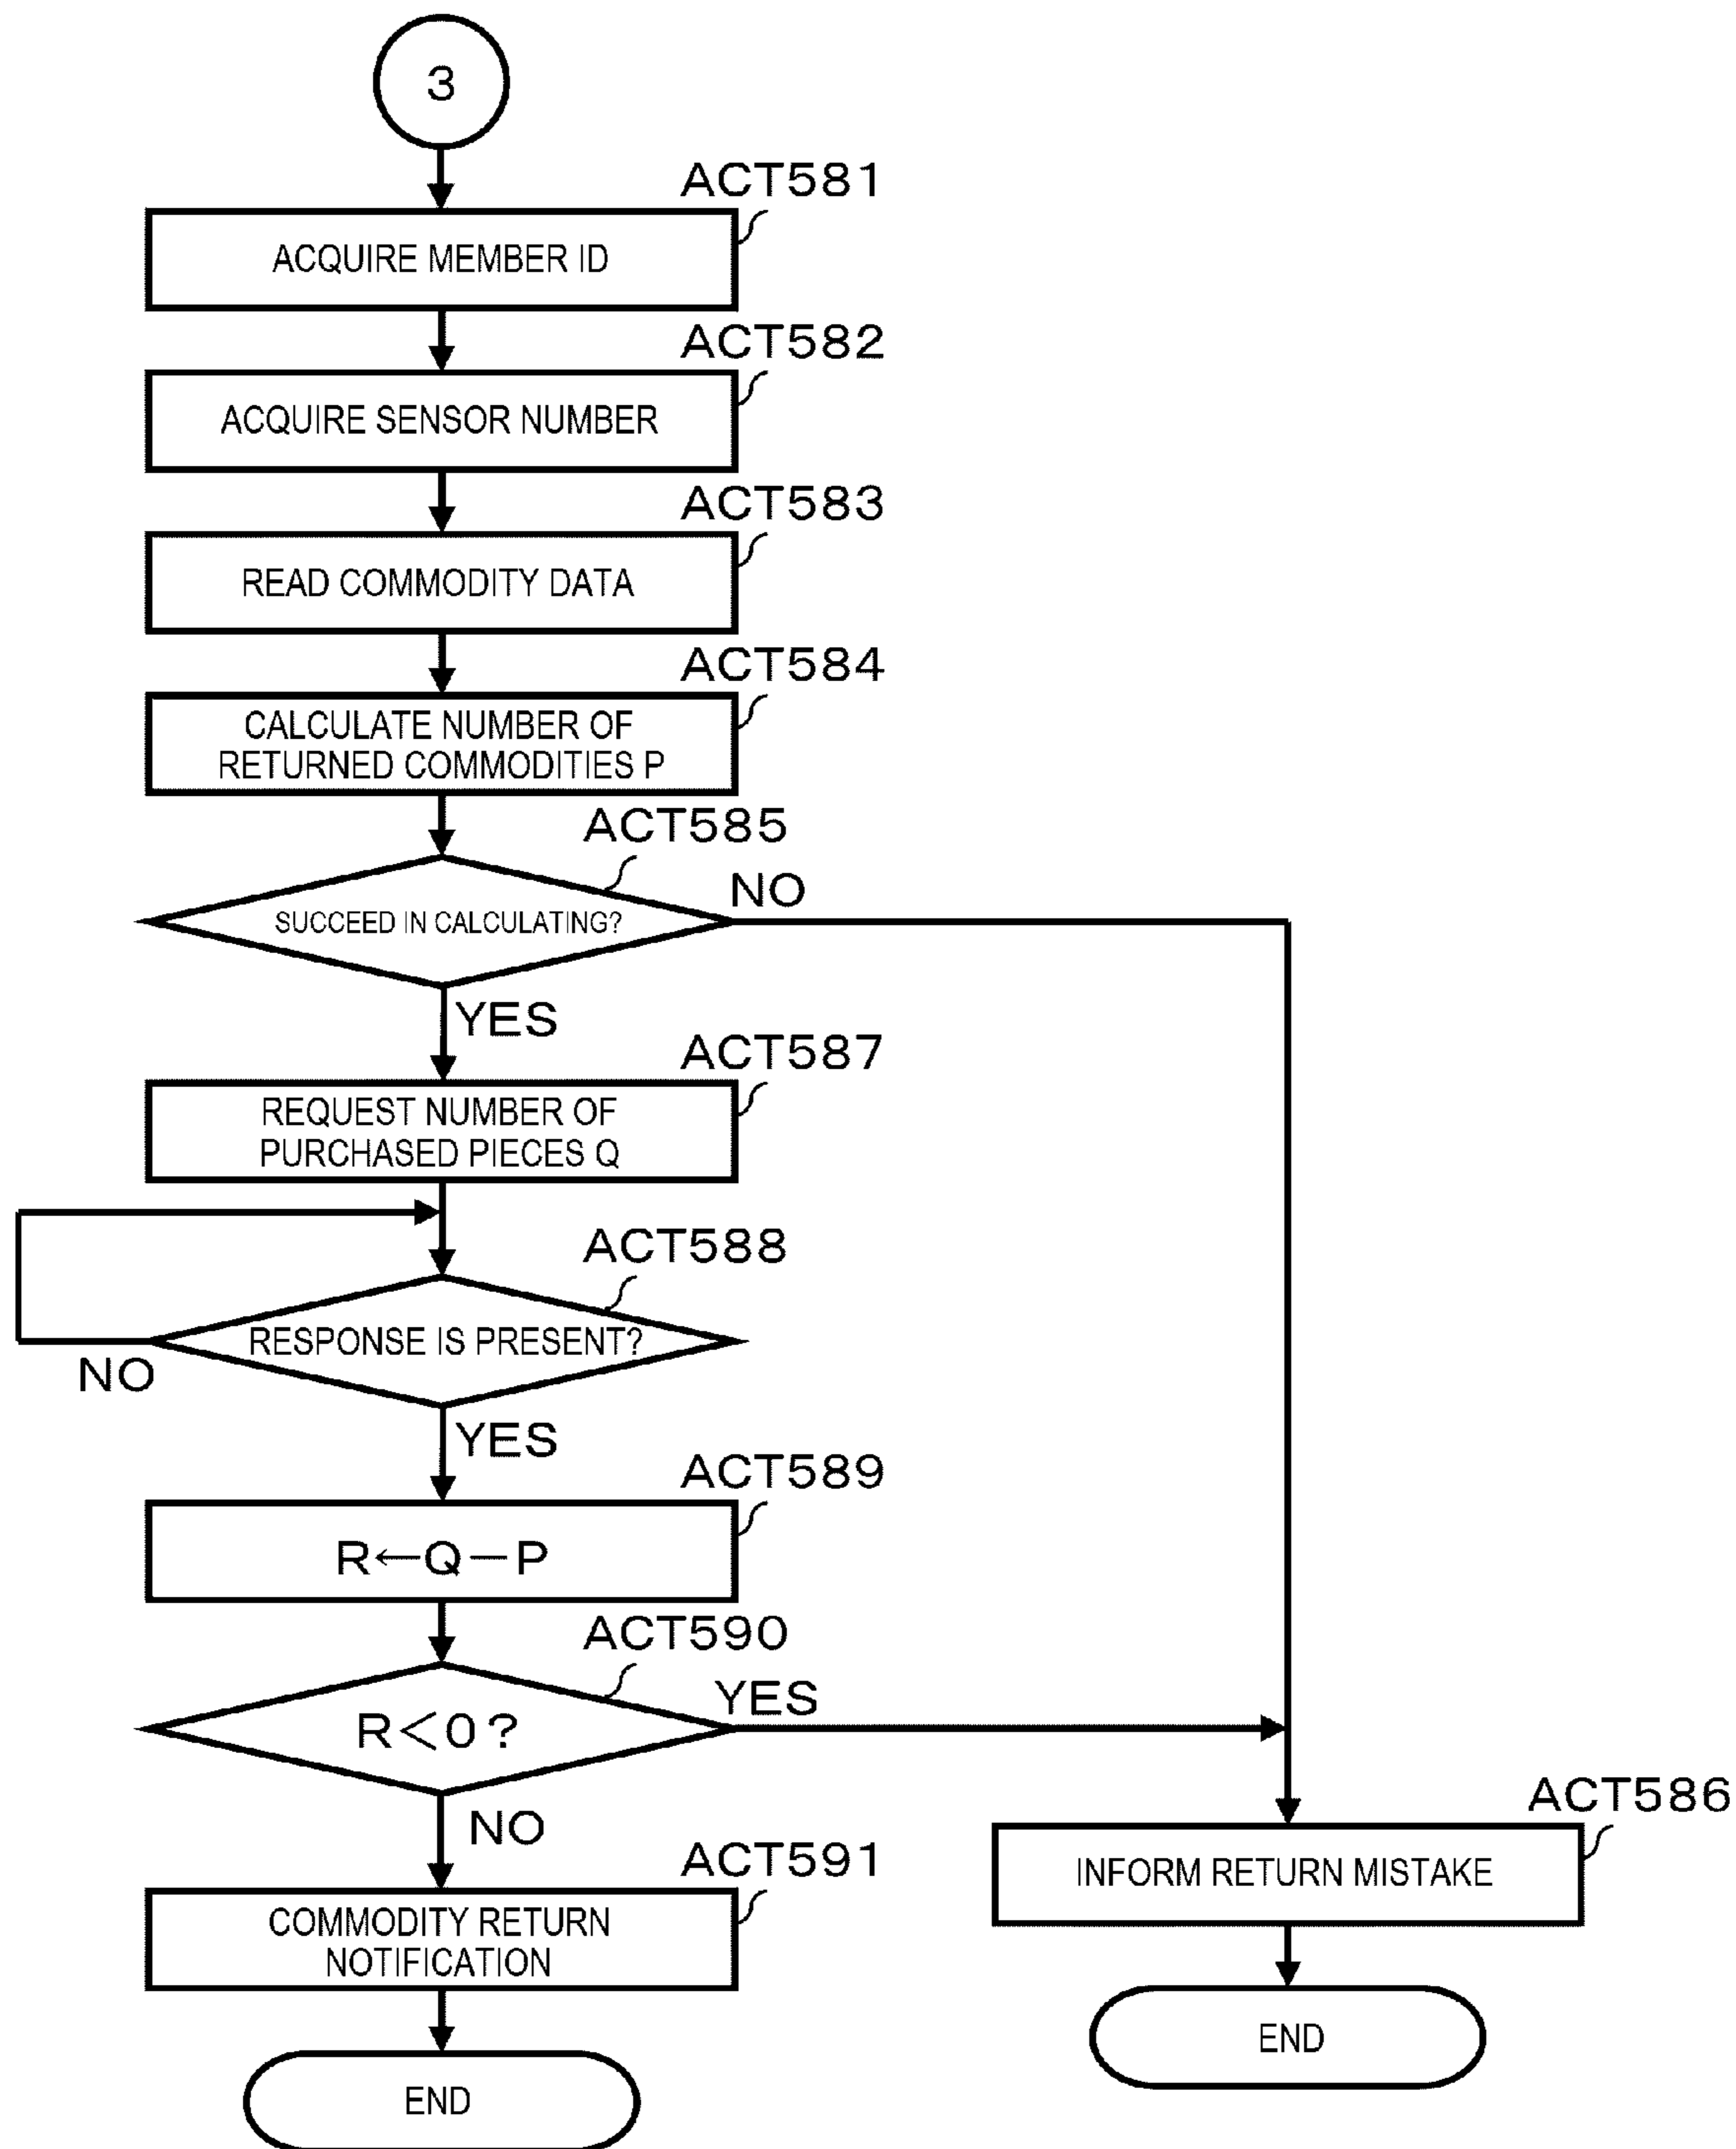 3
ACT581
ACQUIRE MEMBER ID
ACT582
ACQUIRE SENSOR NUMBER
ACT583
READ COMMODITY DATA
ACT584
CALCULATE NUMBER OF
RETURNED COMMODITIES P
ACT585
SUCCEED IN CALCULATING?
NO
YES
ACT587
REQUEST NUMBER OF
PURCHASED PIECES Q
ACT588
RESPONSE IS PRESENT?
NO
YES
ACT589
R←Q—P
ACT590
R<0?
YES
NO
ACT591
COMMODITY RETURN
NOTIFICATION
END
ACT586
INFORM RETURN MISTAKE
END